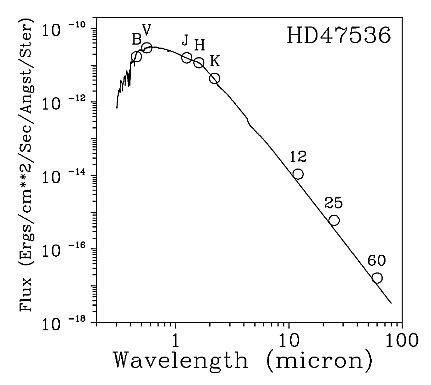 HD47536
B V J H K
12
25
60
10 -10
10 -12
10 -14
10 -16
10 -18
Flux (Ergs/cm**2/Sec/Angst/Ster)
1 10 100
Wavelength (micron)